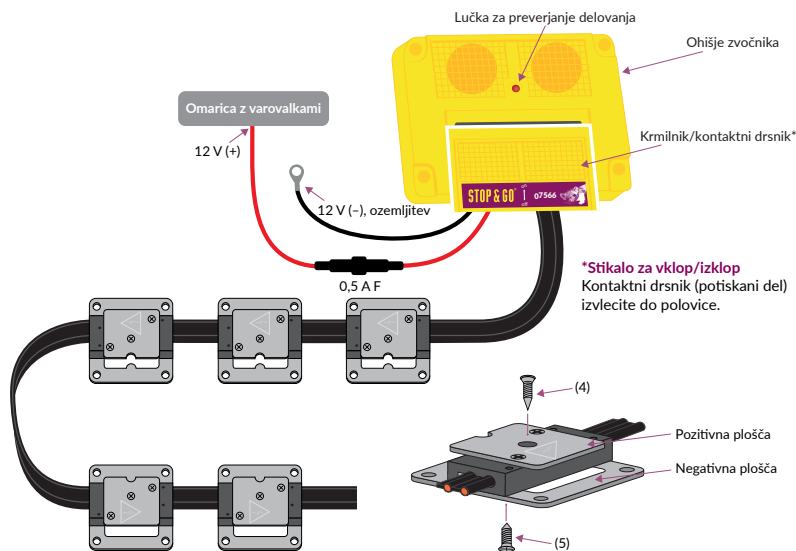 Lučka za preverjanje delovanja
Ohišje zvočnika
Omarica z varovalkami
12 V (+)
Krmilnik/kontaktni drsnik*
STOP & GO® on off 07566
12 V (–), ozemljitev
0,5 A F
*Stikalo za vklop/izklop
Kontaktni drsnik (potiskani del)
izvlecite do polovice.
(4)
Pozitivna plošča
Negativna plošča
(5)